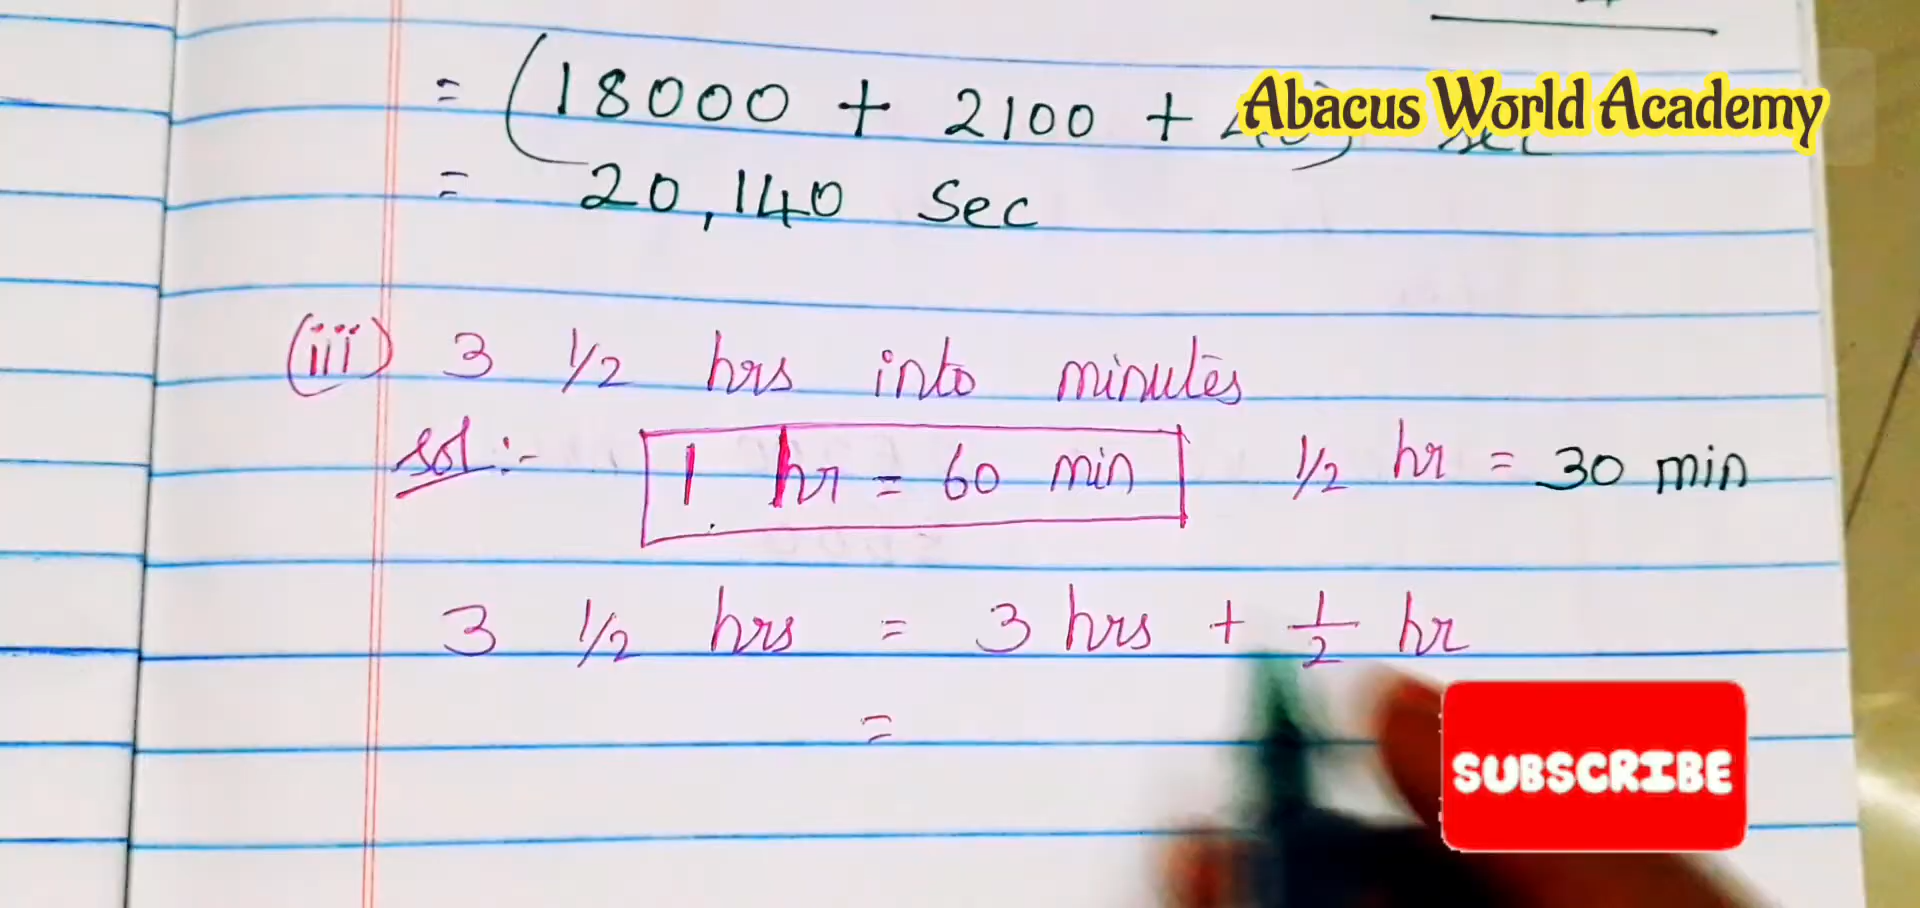 = (18000 + 2100 +
Abacus World Academy
= 20,140 Sec
(iii) 3 1/2 hrs into minutes
sol:- 1 hr = 60 min 1/2 hr = 30 min
3 1/2 hrs = 3 hrs + 1/2 hr
=
SUBSCRIBE